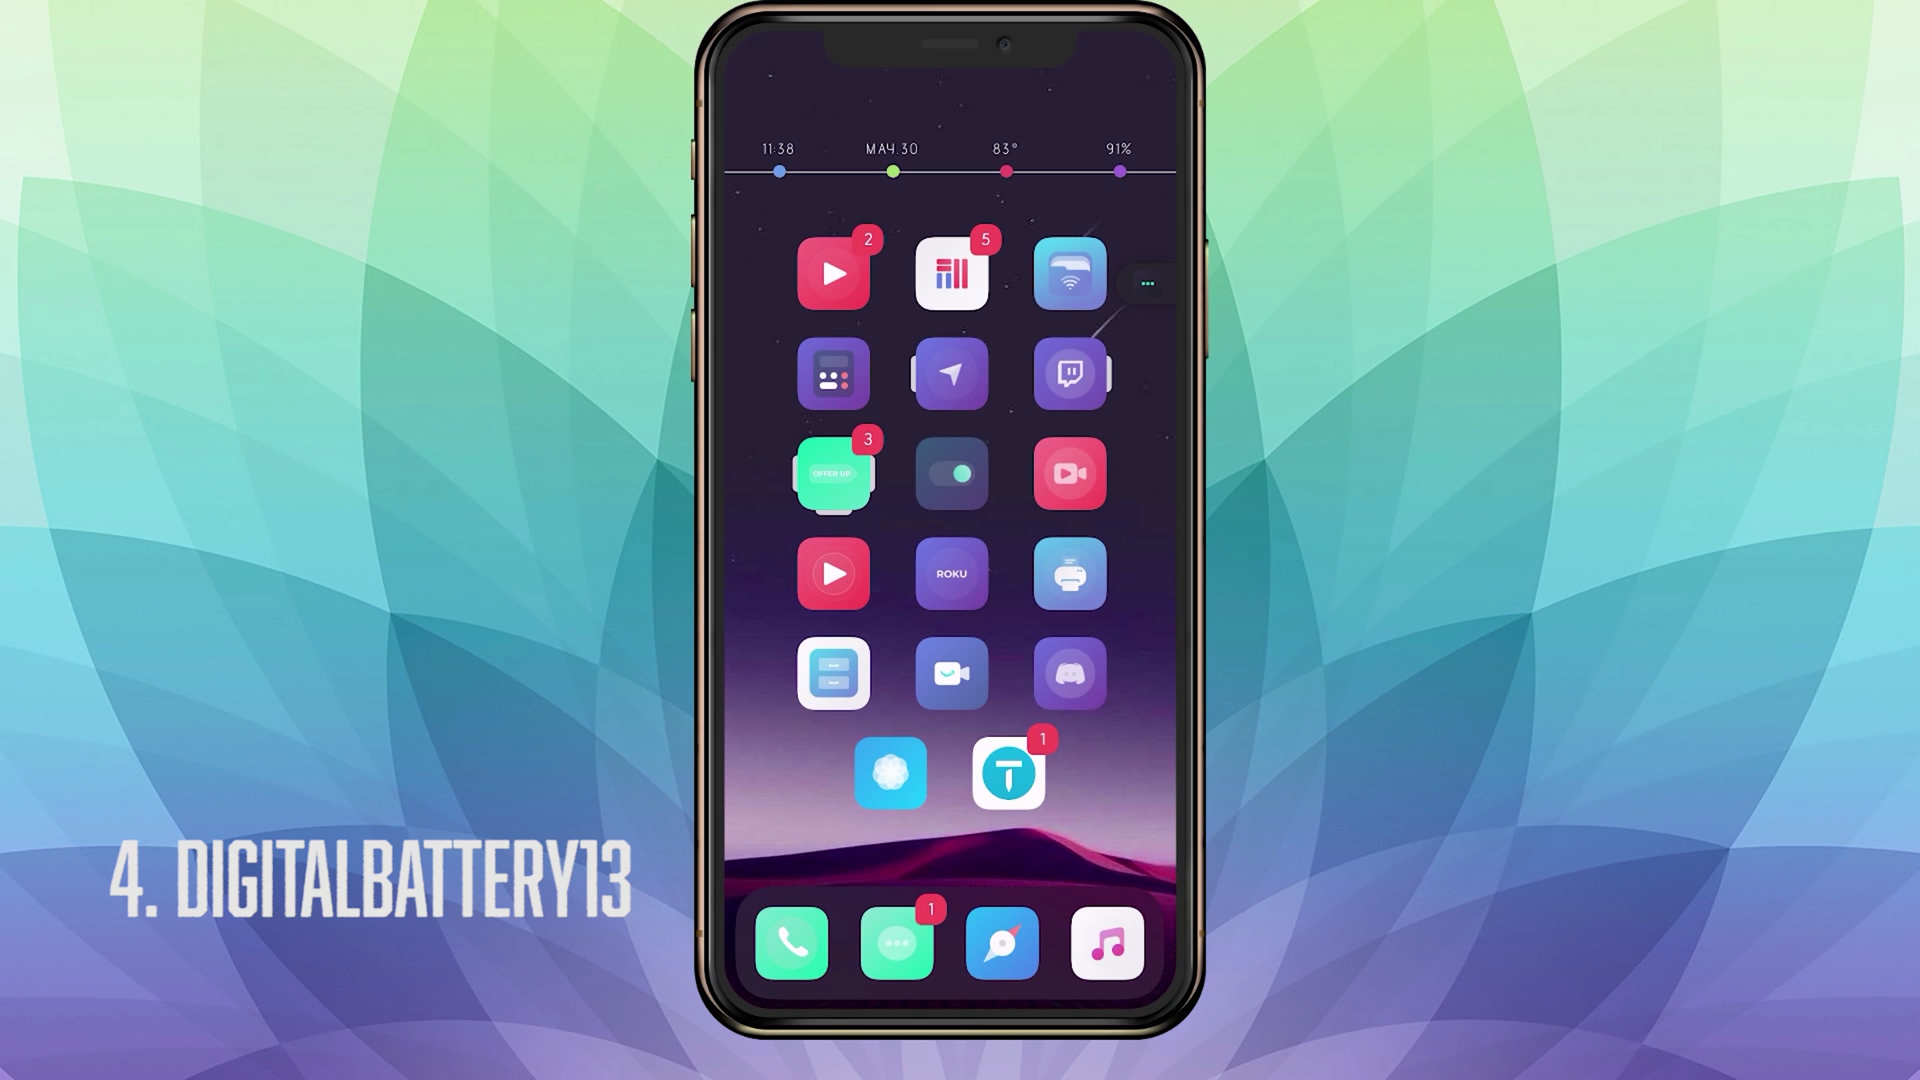 11:38 MAY.30 83° 91%
2
5
3
OFFER UP
ROKU
1
4. DIGITALBATTERY13
1